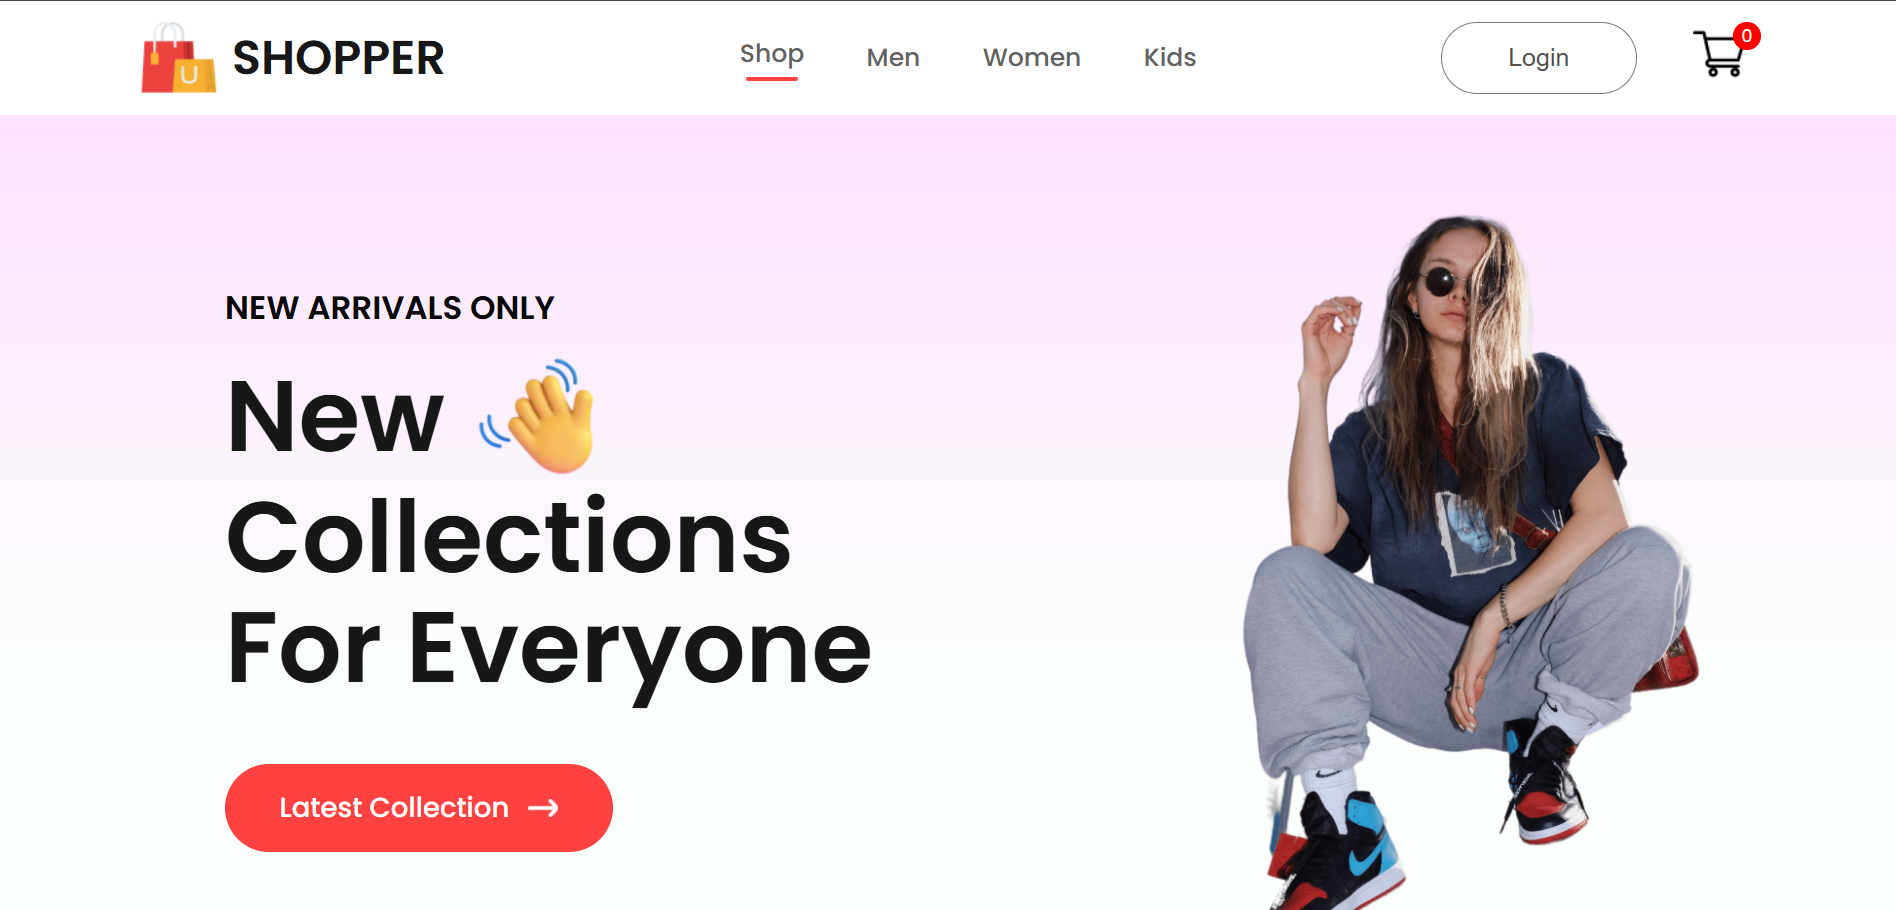 SHOPPER
Shop Men Women Kids
Login
0
NEW ARRIVALS ONLY
New
Collections
For Everyone
Latest Collection